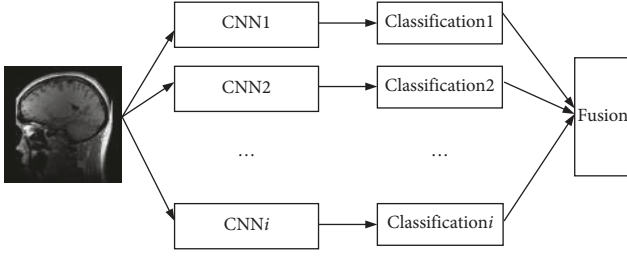 CNN1
Classification1
CNN2
Classification2
Fusion
...
...
CNNi
Classificationi